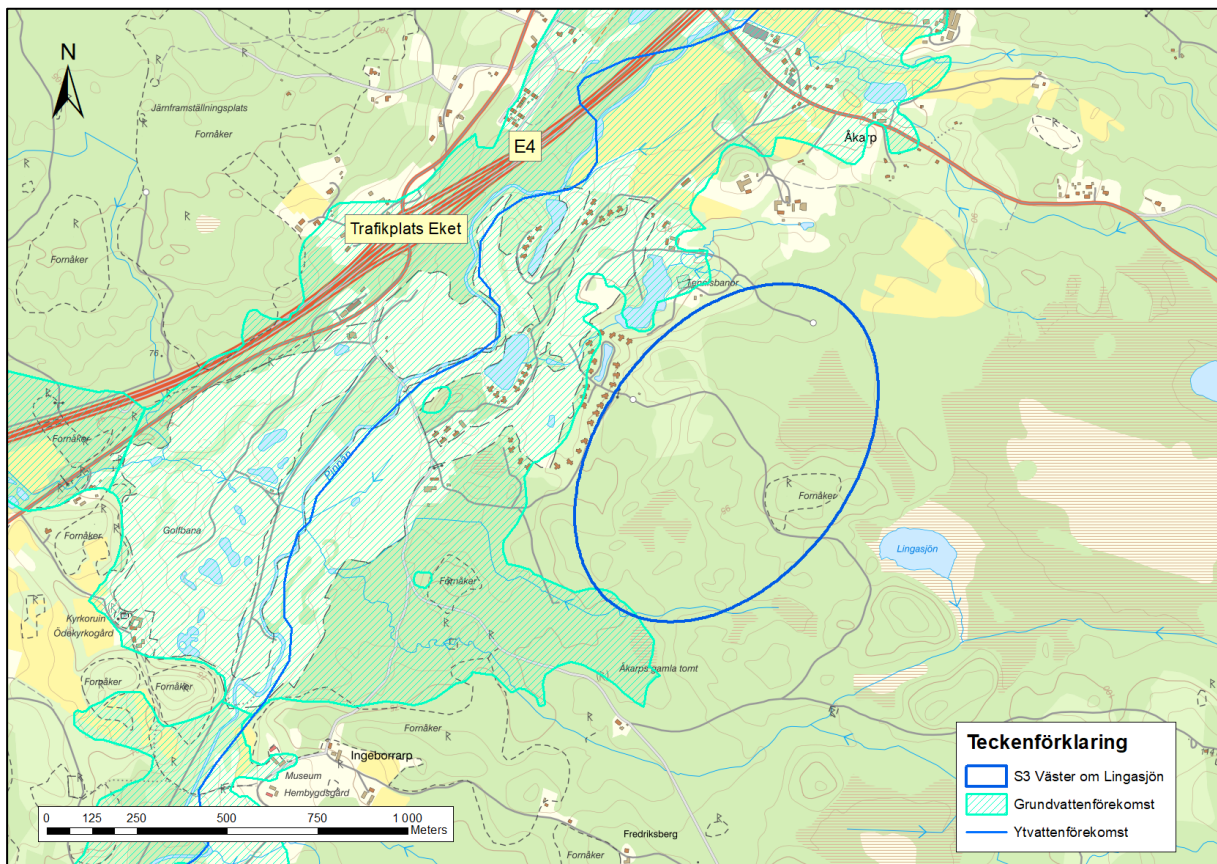 N
Järnframställningsplats
Fornåker
E4
Åkarp
Trafikplats Eket
Fornåker
Tennisbanor
76
Fornåker
Pinnån
Golfbana
Fornåker
96
Fornåker
Lingasjön
Fornåker
Kyrkoruin
Ödekyrkogård
Fornåker
Fornåker
Åkarps gamla tomt
(R)
Fornåker
Ingeborrarp
Museum
Hembygdsgård
Fredriksberg
Fornåker
0 125 250 500 750 1 000
Meters
Teckenförklaring
S3 Väster om Lingasjön
Grundvattenförekomst
Ytvattenförekomst